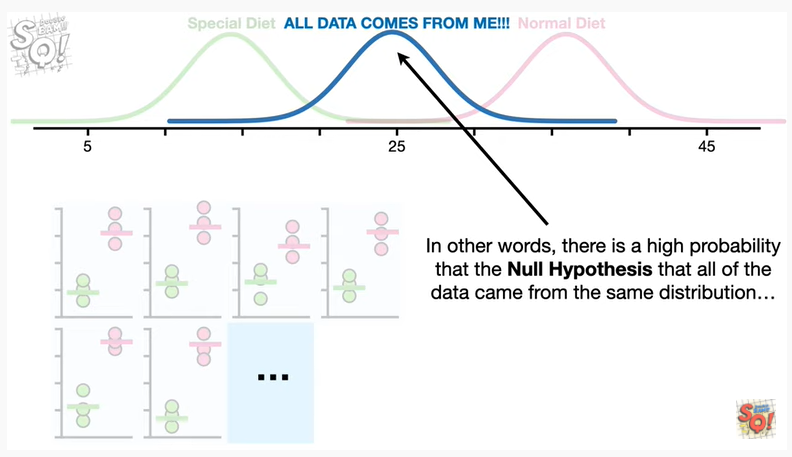 Special Diet ALL DATA COMES FROM ME!!! Normal Diet
5 25 45
In other words, there is a high probability
that the Null Hypothesis that all of the
data came from the same distribution…
...